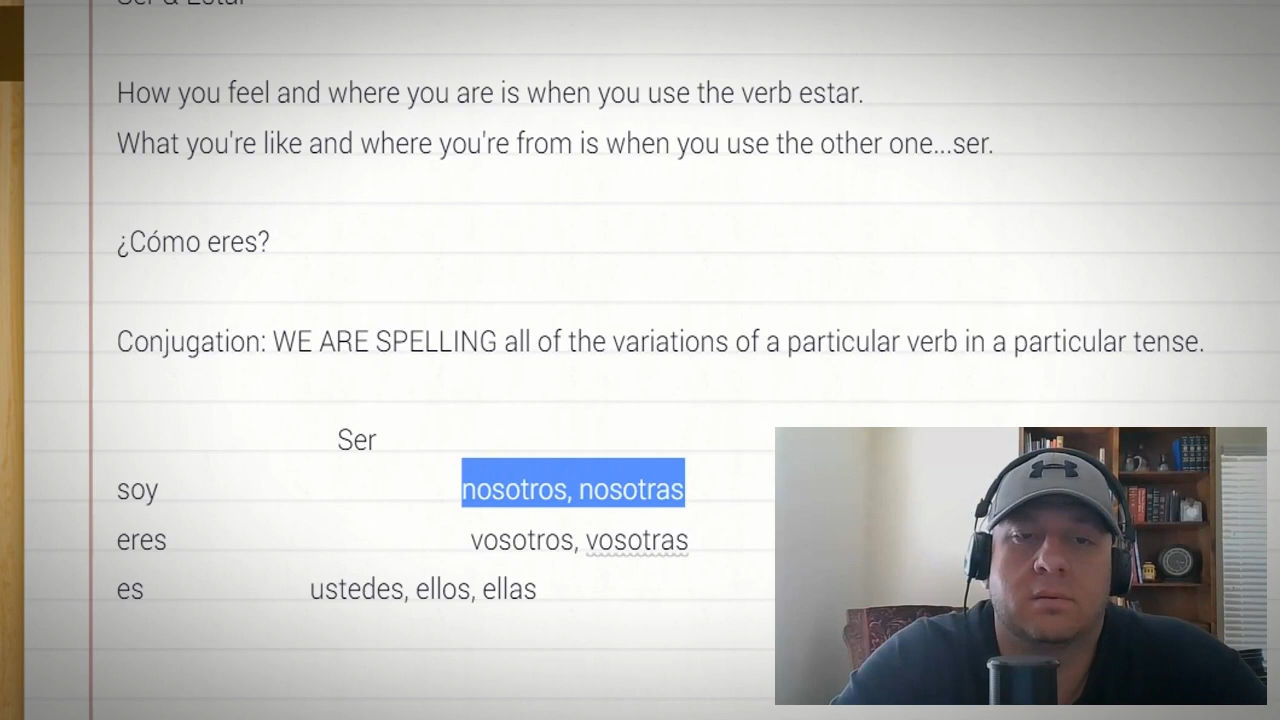 Ser & Estar
How you feel and where you are is when you use the verb estar.
What you're like and where you're from is when you use the other one...ser.
¿Cómo eres?
Conjugation: WE ARE SPELLING all of the variations of a particular verb in a particular tense.
Ser
soy nosotros, nosotras
eres vosotros, vosotras
es ustedes, ellos, ellas